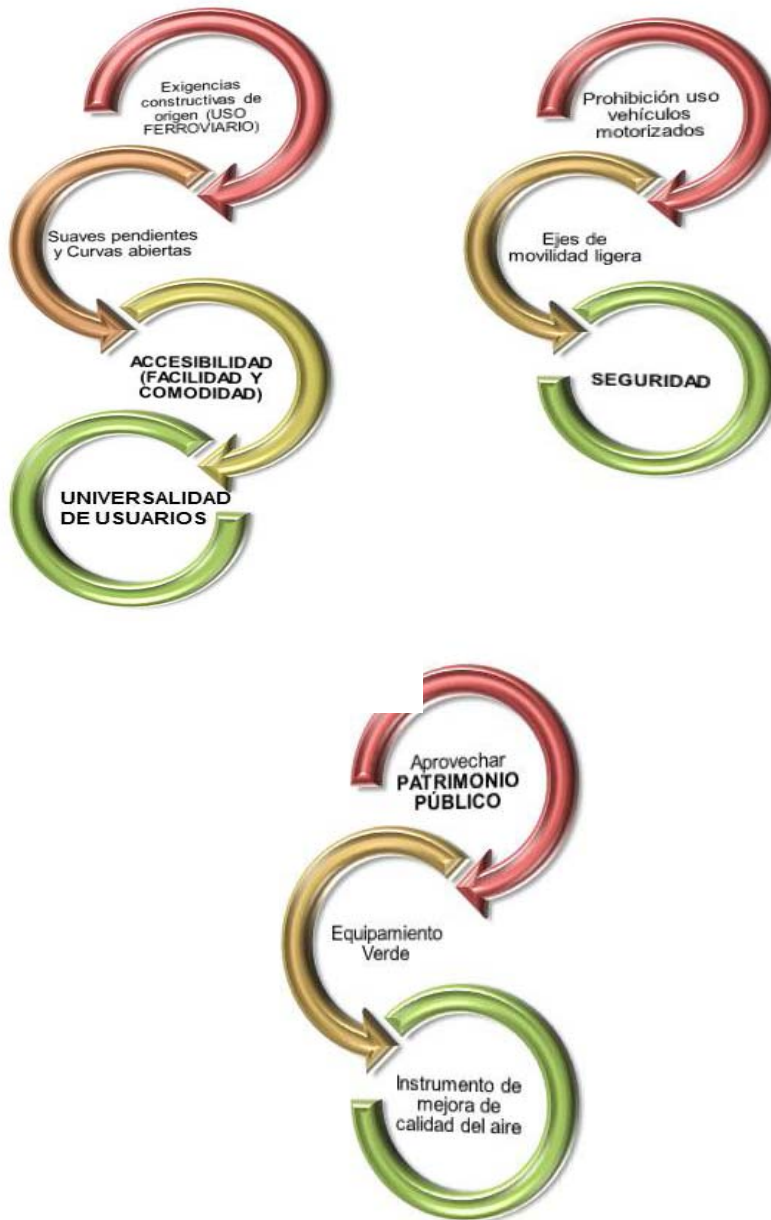 Exigencias
constructivas de
origen (USO
FERROVIARIO)
Suaves pendientes
y Curvas abiertas
ACCESIBILIDAD
(FACILIDAD Y
COMODIDAD)
UNIVERSALIDAD
DE USUARIOS
Prohibición uso
vehículos
motorizados
Ejes de
movilidad ligera
SEGURIDAD
Aprovechar
PATRIMONIO
PÚBLICO
Equipamiento
Verde
Instrumento de
mejora de
calidad del aire